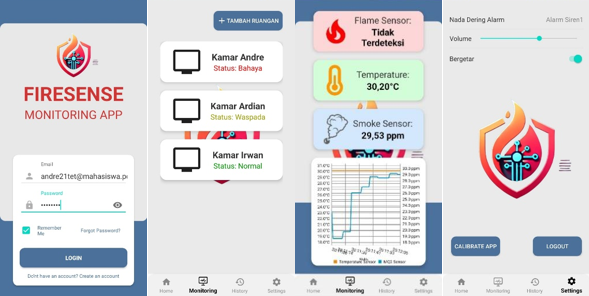 FIRESENSE
MONITORING APP
Email
andre21tet@mahasiswa.p
Password
Remember
Me
Forgot Password?
LOGIN
Dont have an account? Create an account
+ TAMBAH RUANGAN
Kamar Andre
Status: Bahaya
Kamar Ardian
Status: Waspada
Kamar Irwan
Status: Normal
Home
Monitoring
History
Settings
Flame Sensor:
Tidak
Terdeteksi
Temperature:
30,20°C
Smoke Sensor:
29,53 ppm
Temperature Sensor
MQ2 Sensor
Home
Monitoring
History
Settings
Nada Dering Alarm
Alarm Siren1
Volume
Bergetar
CALIBRATE APP
LOGOUT
Home
Monitoring
History
Settings